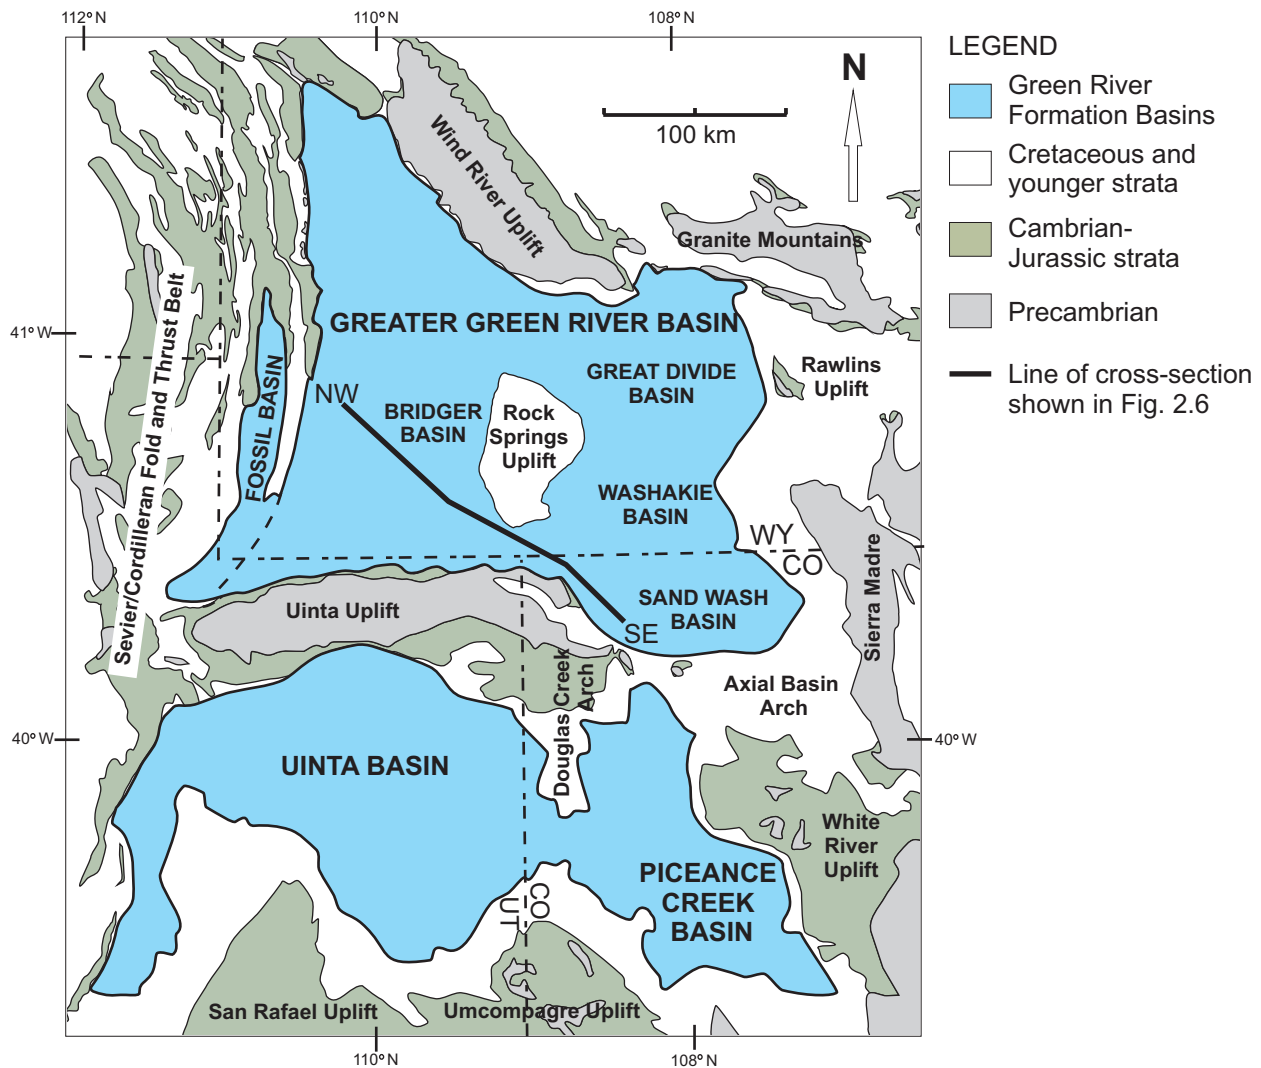 112°N
110°N
108°N
LEGEND
Green River
Formation Basins
Cretaceous and
younger strata
Cambrian-
Jurassic strata
Precambrian
Line of cross-section
shown in Fig. 2.6
N
100 km
Wind River Uplift
Granite Mountains
41°W
GREATER GREEN RIVER BASIN
Sevier/Cordilleran Fold and Thrust Belt
FOSSIL BASIN
NW
BRIDGER
BASIN
Rock
Springs
Uplift
GREAT DIVIDE
BASIN
Rawlins
Uplift
WASHAKIE
BASIN
WY
CO
Sierra Madre
Uinta Uplift
SAND WASH
BASIN
SE
Douglas Creek
Arch
Axial Basin
Arch
40°W
40°W
UINTA BASIN
White
River
Uplift
PICEANCE
CREEK
BASIN
CO
UT
San Rafael Uplift
Umcompagre Uplift
110°N
108°N